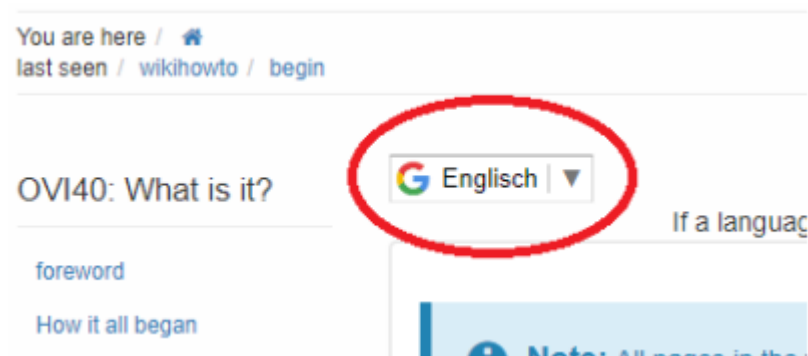 You are here /
last seen / wikihowto / begin
OVI40: What is it?
Englisch | ▼
If a languag
foreword
How it all began
Note: All pages in the